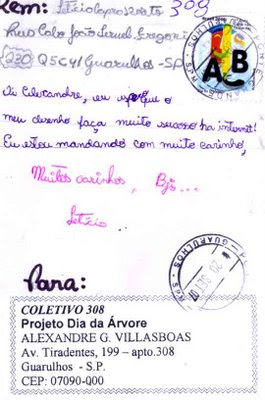 Rem: 309
Rua Cabo João
Guarulhos - S.P
Oi Alexandre, eu espero que o
meu desenho faça muito sucesso na internet!
Eu estou mandando com muito carinho,
Muitos carinhos, Bjs...
Letícia
GUARULHOS
Para:
COLETIVO 308
Projeto Dia da Árvore
ALEXANDRE G. VILLASBOAS
Av. Tiradentes, 199 – apto.308
Guarulhos - S.P.
CEP: 07090-000